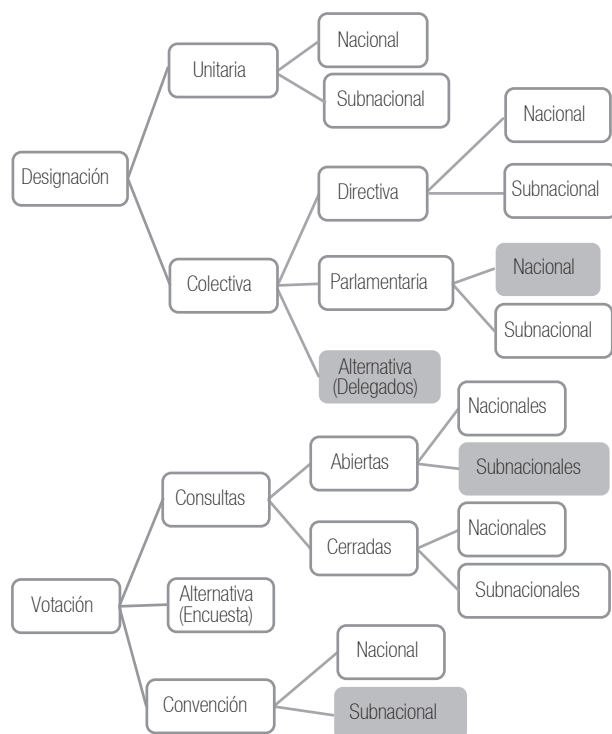 Designación
Unitaria
Nacional
Subnacional
Colectiva
Directiva
Nacional
Subnacional
Parlamentaria
Nacional
Subnacional
Alternativa
(Delegados)
Votación
Consultas
Abiertas
Nacionales
Subnacionales
Cerradas
Nacionales
Subnacionales
Alternativa
(Encuesta)
Convención
Nacional
Subnacional